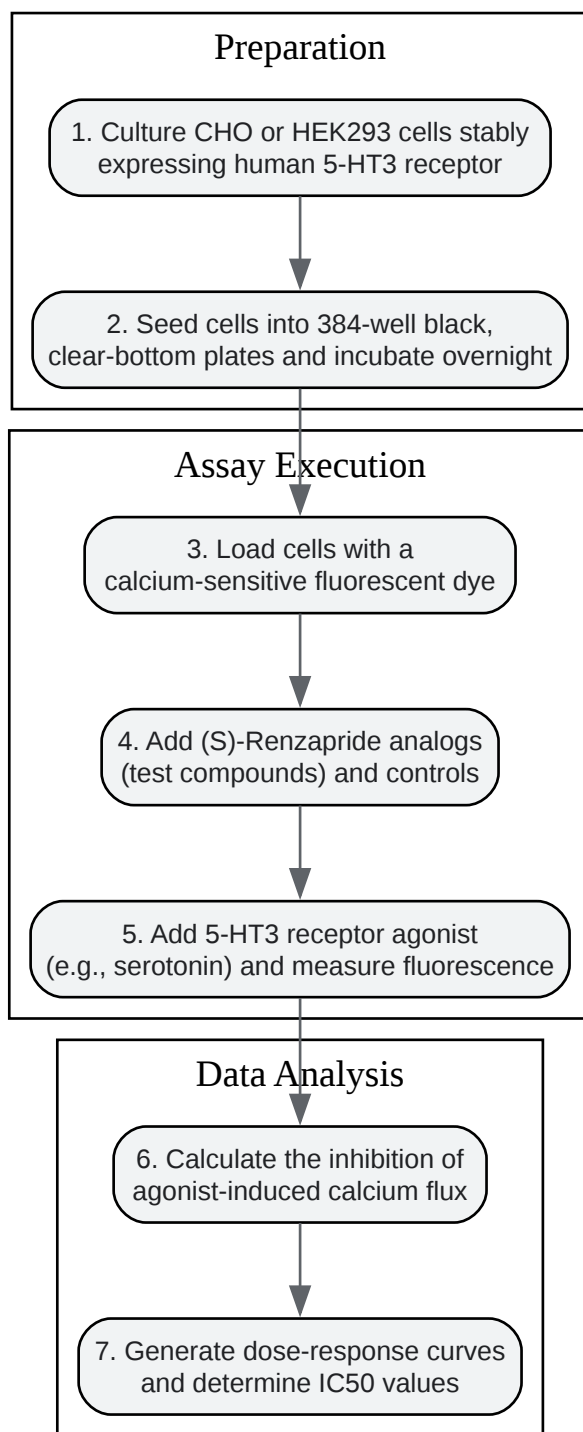 Preparation
1. Culture CHO or HEK293 cells stably
expressing human 5-HT3 receptor
2. Seed cells into 384-well black,
clear-bottom plates and incubate overnight
Assay Execution
3. Load cells with a
calcium-sensitive fluorescent dye
4. Add (S)-Renzapride analogs
(test compounds) and controls
5. Add 5-HT3 receptor agonist
(e.g., serotonin) and measure fluorescence
Data Analysis
6. Calculate the inhibition of
agonist-induced calcium flux
7. Generate dose-response curves
and determine IC50 values